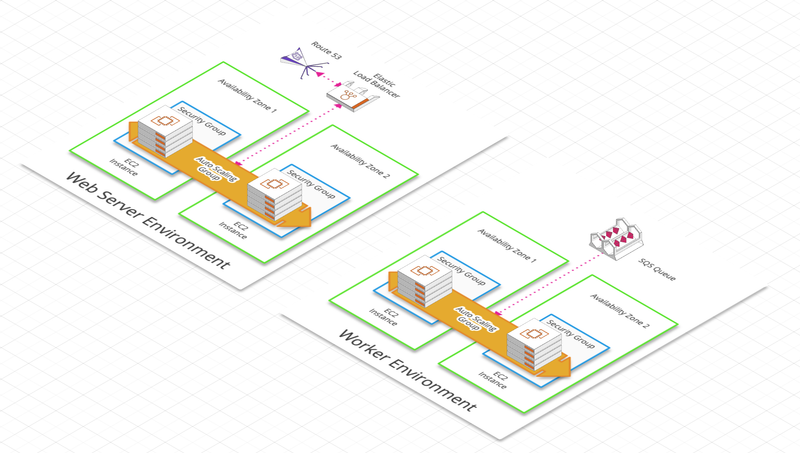 Route 53
Elastic
Load Balancer
Availability Zone 1
Security Group
EC2
Instance
Auto Scaling
Group
Availability Zone 2
Security Group
EC2
Instance
Web Server Environment
SQS Queue
Availability Zone 1
Security Group
EC2
Instance
Auto Scaling
Group
Availability Zone 2
Security Group
EC2
Instance
Worker Environment